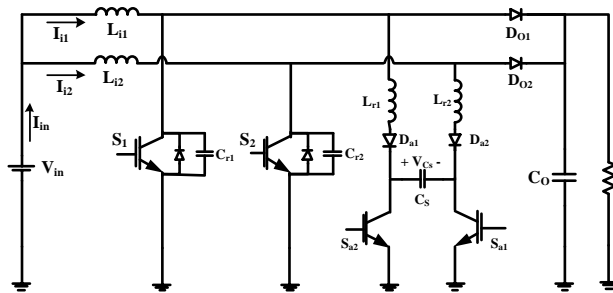 I_i1
L_i1
D_O1
I_i2
L_i2
D_O2
I_in
L_r1
L_r2
S_1
C_r1
S_2
C_r2
D_a1
D_a2
+ V_Cs -
V_in
C_S
C_O
S_a2
S_a1